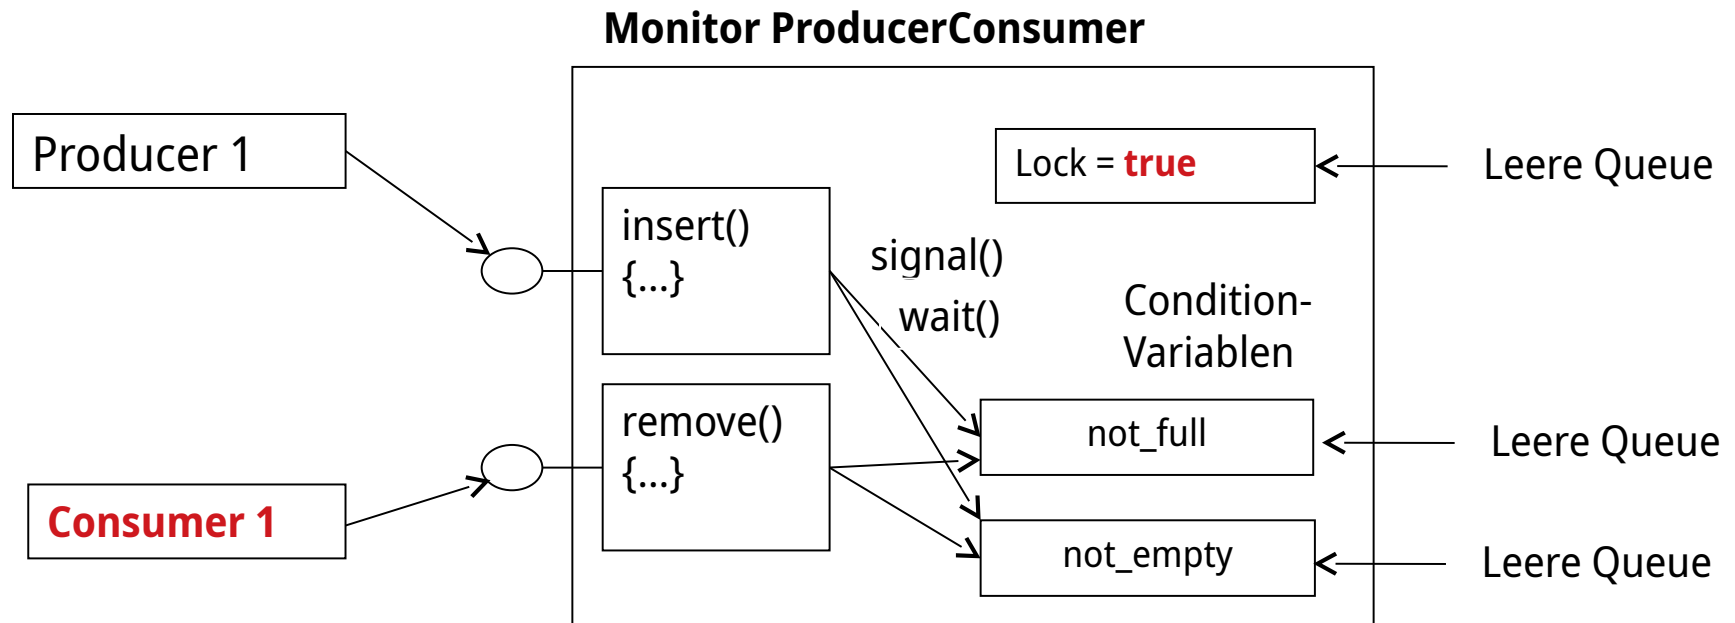 Monitor ProducerConsumer
Producer 1
Lock = true
Leere Queue
insert()
{...}
signal()
wait()
Condition-
Variablen
remove()
{...}
not_full
Leere Queue
Consumer 1
not_empty
Leere Queue